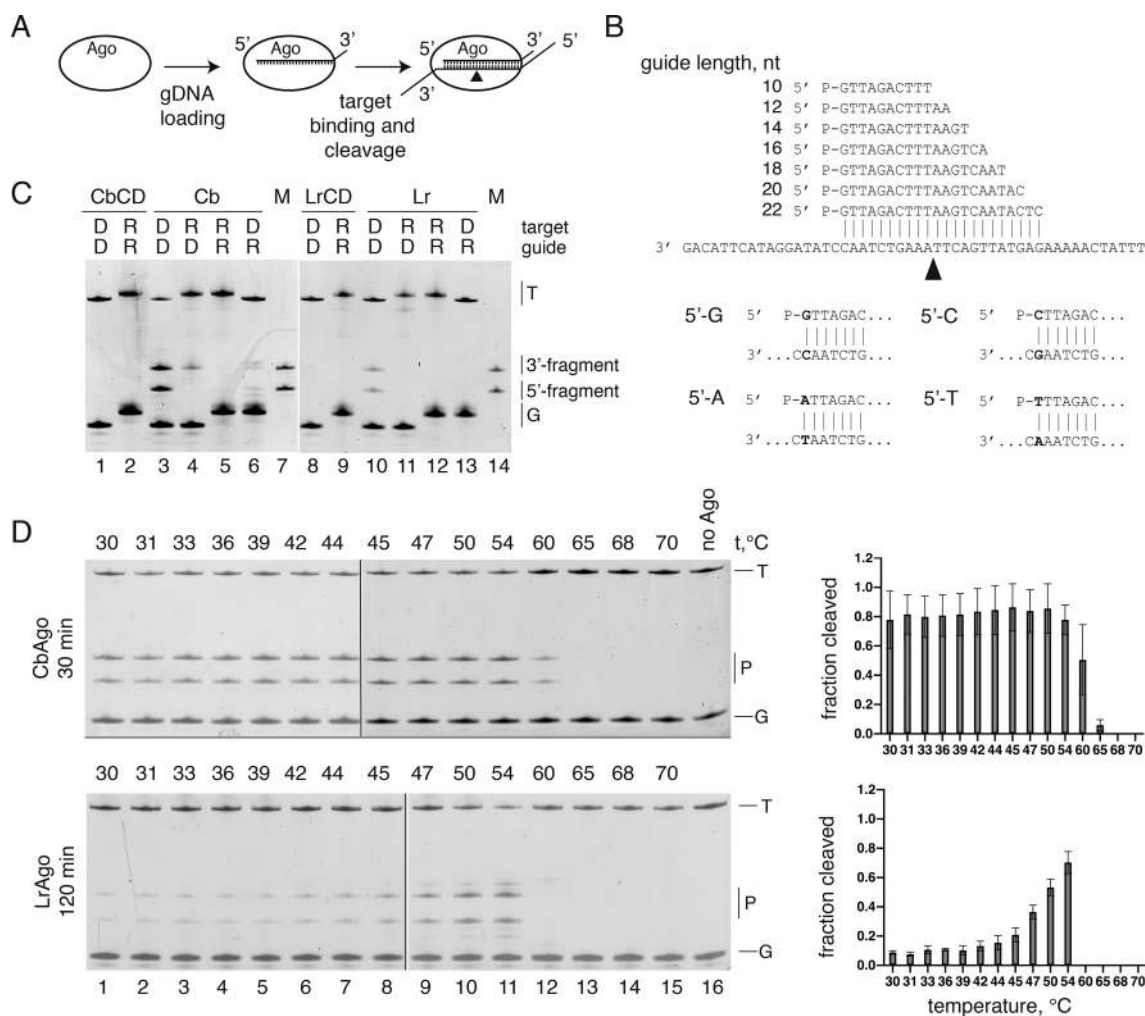 A
Ago
gDNA
loading
5’
Ago
3’
target
binding and
cleavage
5’
Ago
3’
5’
3’
B
guide length, nt
10 5’ P-GTTAGACTTT
12 5’ P-GTTAGACTTTAA
14 5’ P-GTTAGACTTTAAGT
16 5’ P-GTTAGACTTTAAGTCA
18 5’ P-GTTAGACTTTAAGTCAAT
20 5’ P-GTTAGACTTTAAGTCAATAC
22 5’ P-GTTAGACTTTAAGTCAATACTC
3’ GACATTCATAGGATATCCAATCTGAAATTCAGTTATGAGAAAAACTATTT
5’-G 5’ P-GTTAGAC...
3’ ...CCAATCTG...
5’-C 5’ P-CTTAGAC...
3’ ...CGAATCTG...
5’-A 5’ P-ATTAGAC...
3’ ...CTAATCTG...
5’-T 5’ P-TTTAGAC...
3’ ...CAAATCTG...
C
CbCD Cb M LrCD Lr M
D R D R R D D R D R R D target
D R D D R R D R D D R R guide
T
3’-fragment
5’-fragment
G
1 2 3 4 5 6 7 8 9 10 11 12 13 14
D
30 31 33 36 39 42 44 45 47 50 54 60 65 68 70 no Ago
t,°C
CbAgo
30 min
T
P
G
fraction cleaved
1.2
1.0
0.8
0.6
0.4
0.2
0.0
30 31 33 36 39 42 44 45 47 50 54 60 65 68 70
30 31 33 36 39 42 44 45 47 50 54 60 65 68 70
LrAgo
120 min
T
P
G
1 2 3 4 5 6 7 8 9 10 11 12 13 14 15 16
fraction cleaved
1.2
1.0
0.8
0.6
0.4
0.2
0.0
30 31 33 36 39 42 44 45 47 50 54 60 65 68 70
temperature, °C